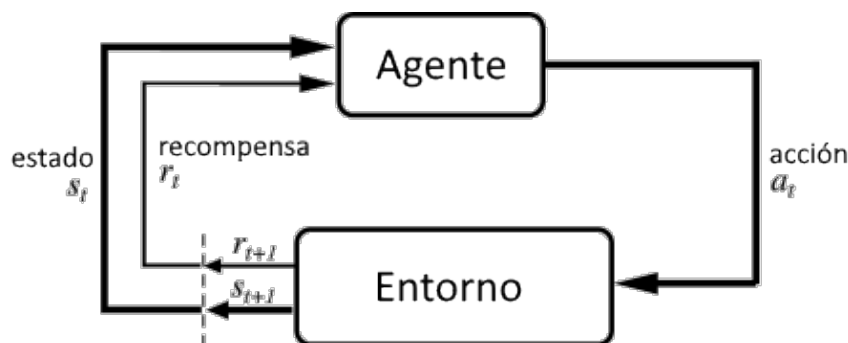 Agente
estado
s_t
recompensa
r_t
acción
a_t
r_{t+1}
s_{t+1}
Entorno